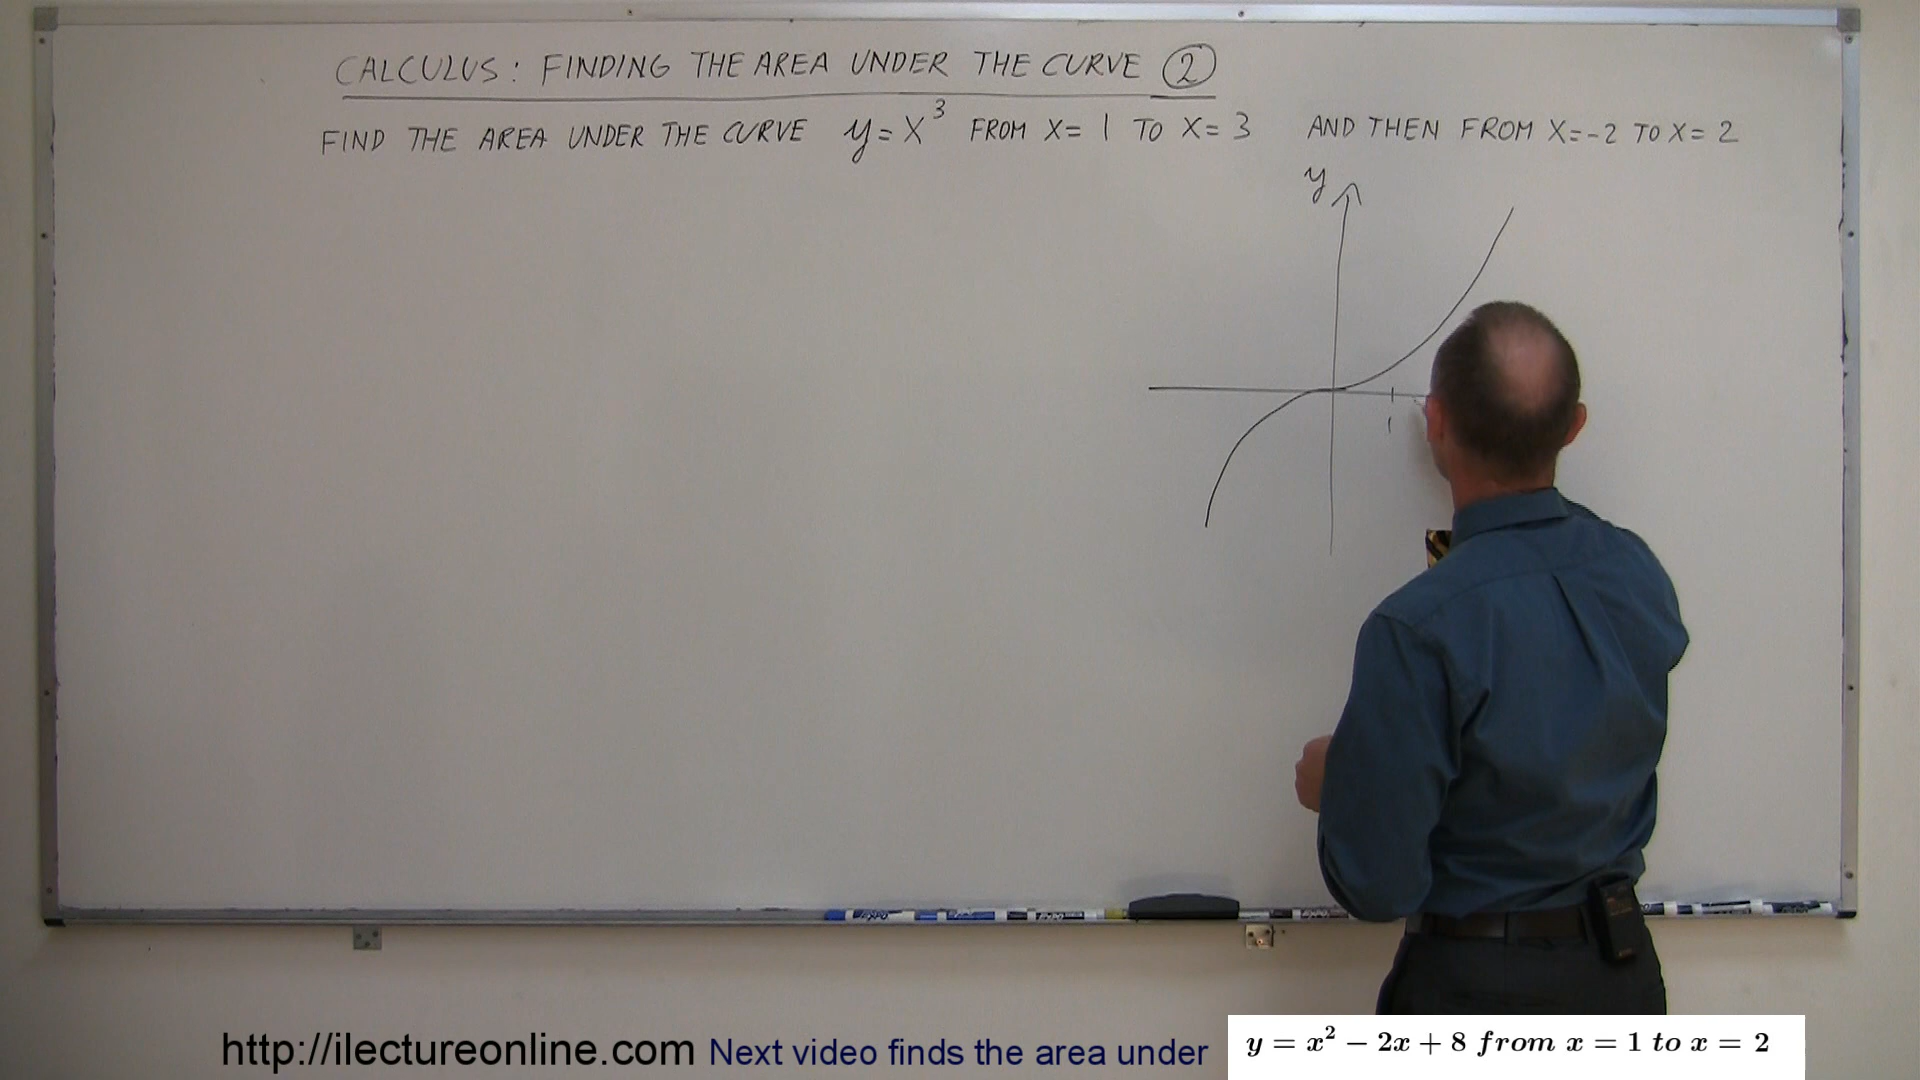 CALCULUS: FINDING THE AREA UNDER THE CURVE ②
FIND THE AREA UNDER THE CURVE y = x³ FROM X= 1 TO X= 3 AND THEN FROM X=-2 TO X= 2
y
1
http://ilectureonline.com Next video finds the area under y = x² − 2x + 8 from x = 1 to x = 2